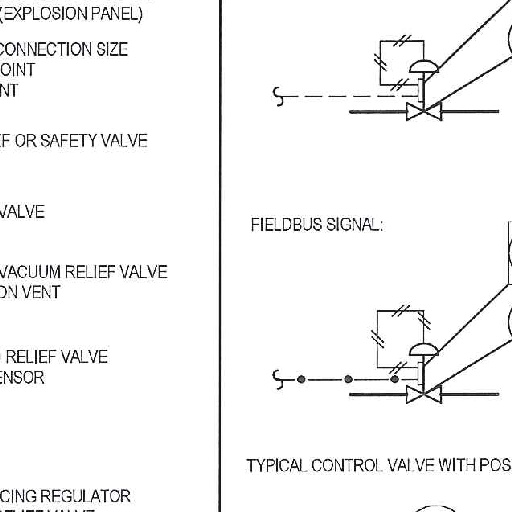 (EXPLOSION PANEL)
CONNECTION SIZE
OINT
NT
EF OR SAFETY VALVE
VALVE
VACUUM RELIEF VALVE
ON VENT
RELIEF VALVE
ENSOR
CING REGULATOR
FIELDBUS SIGNAL:
TYPICAL CONTROL VALVE WITH POS